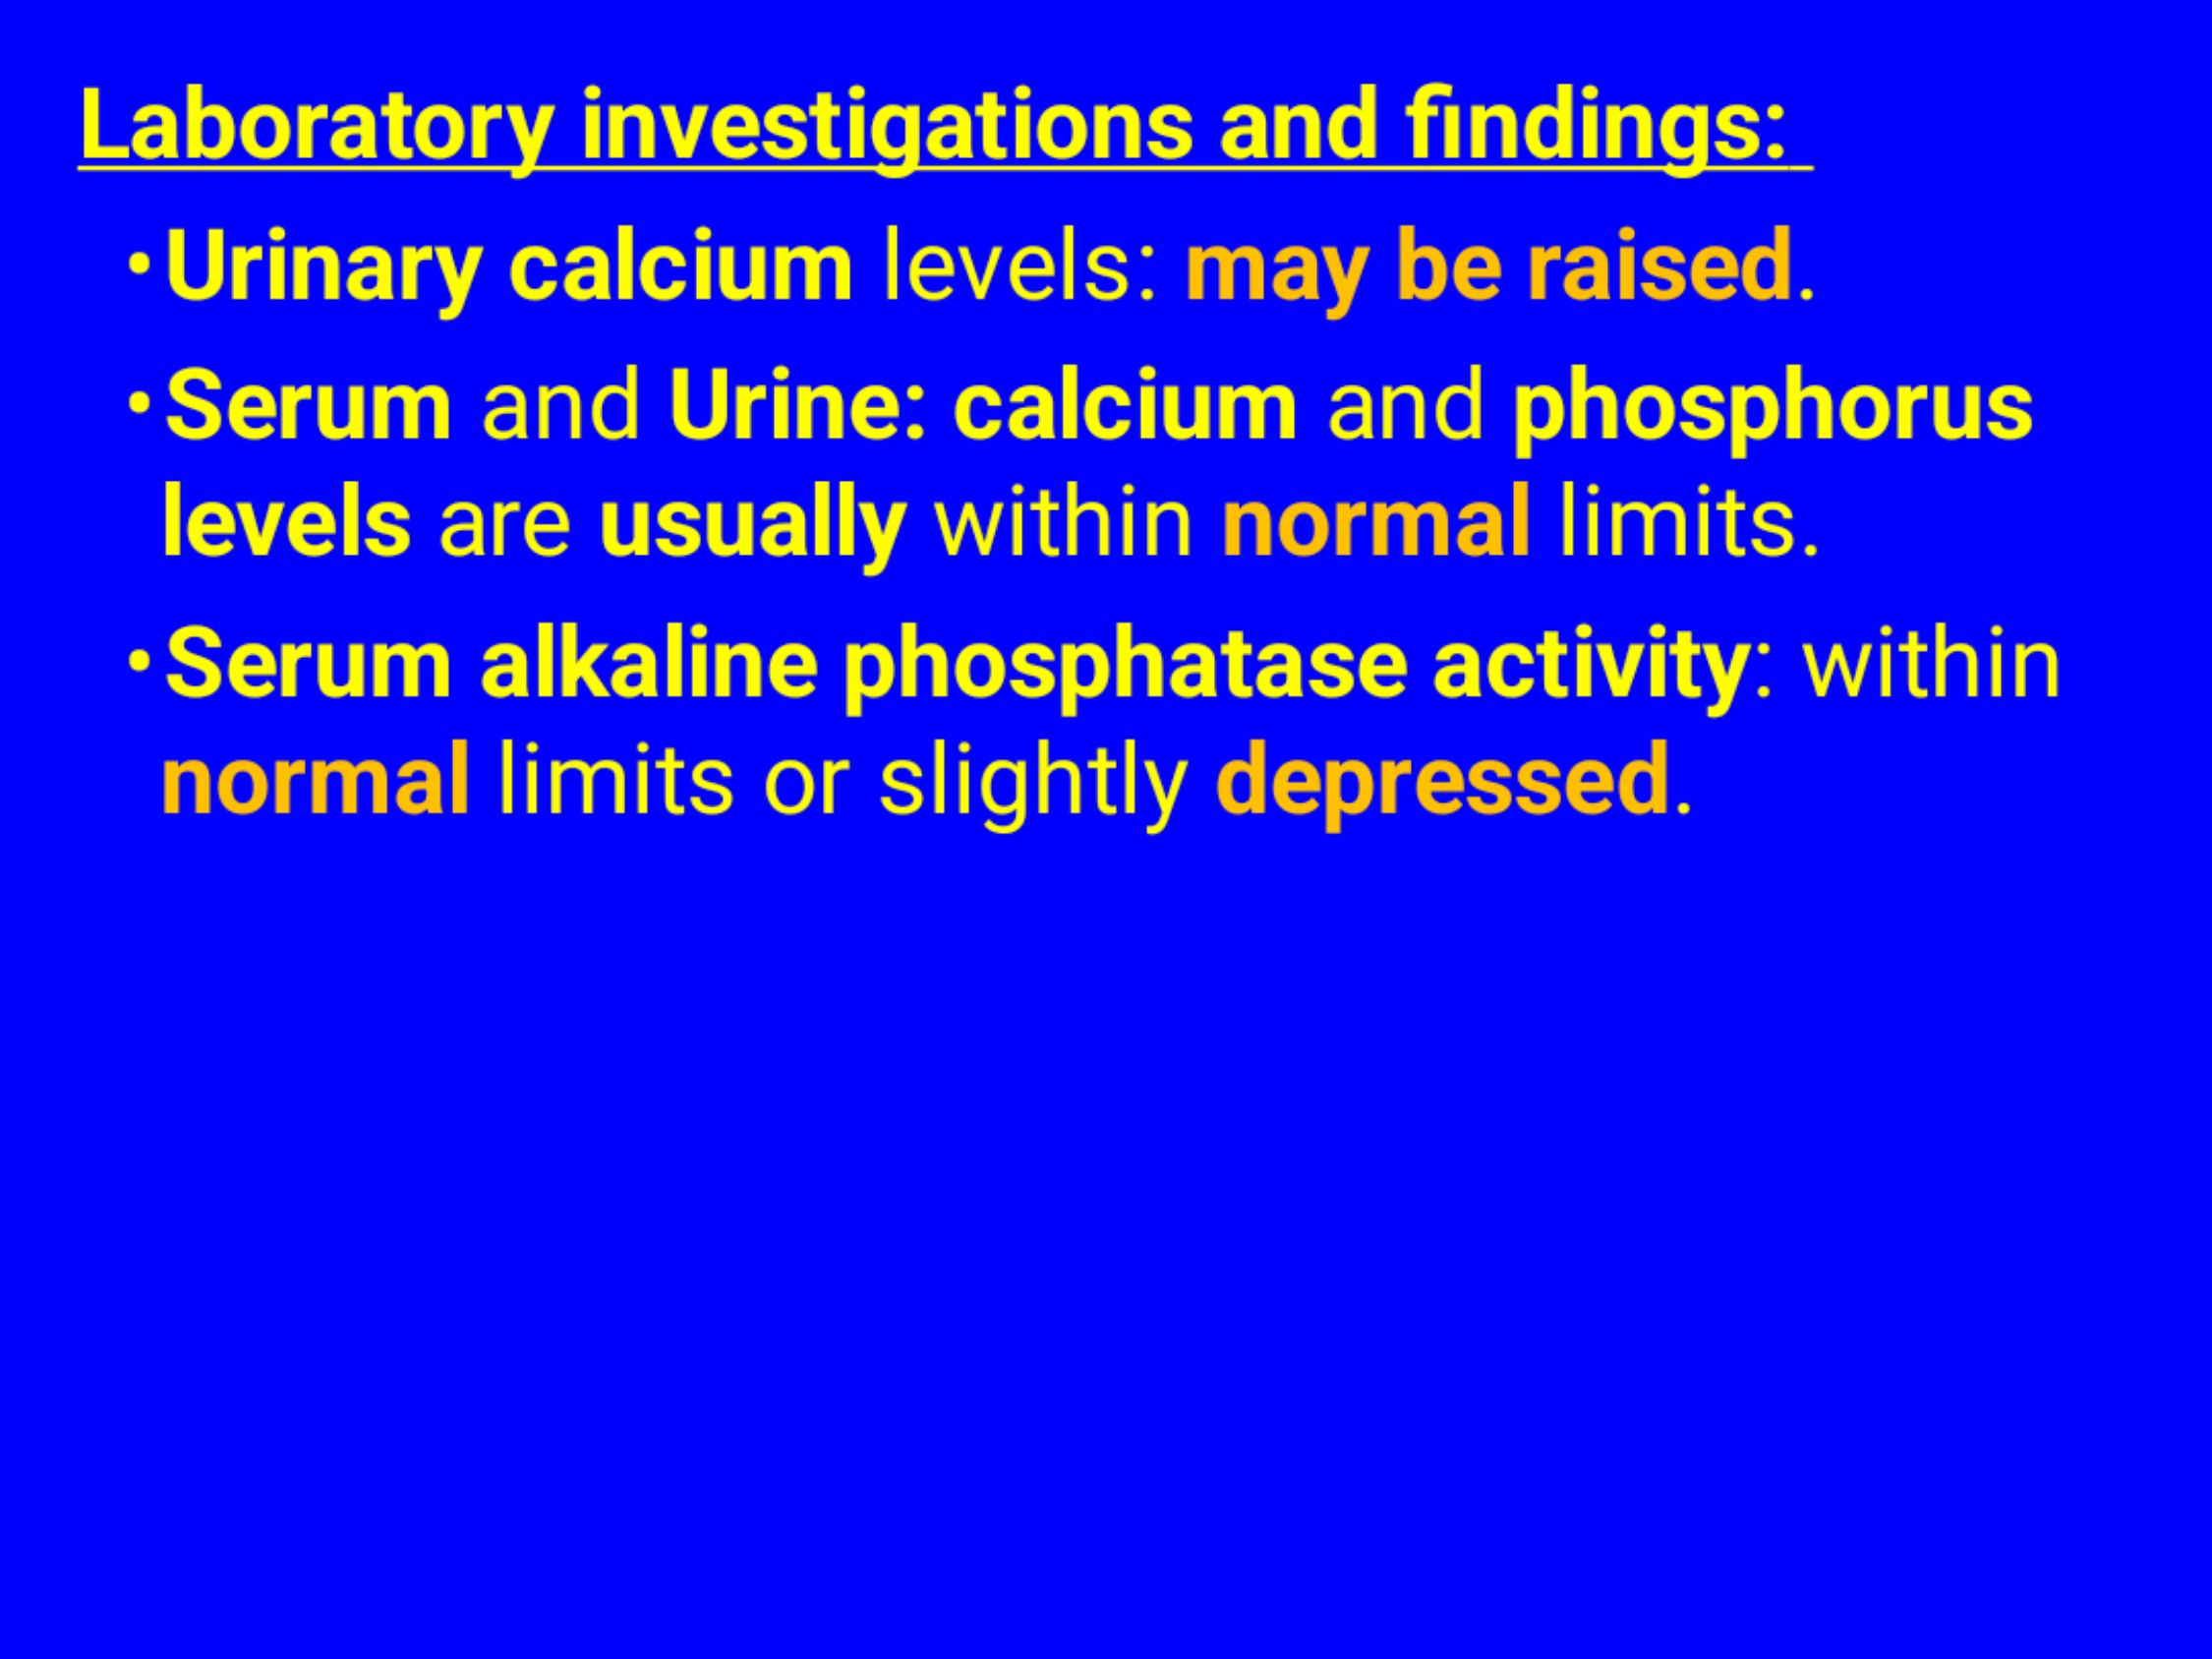 Laboratory investigations and findings:
•Urinary calcium levels: may be raised.
•Serum and Urine: calcium and phosphorus
levels are usually within normal limits.
•Serum alkaline phosphatase activity: within
normal limits or slightly depressed.